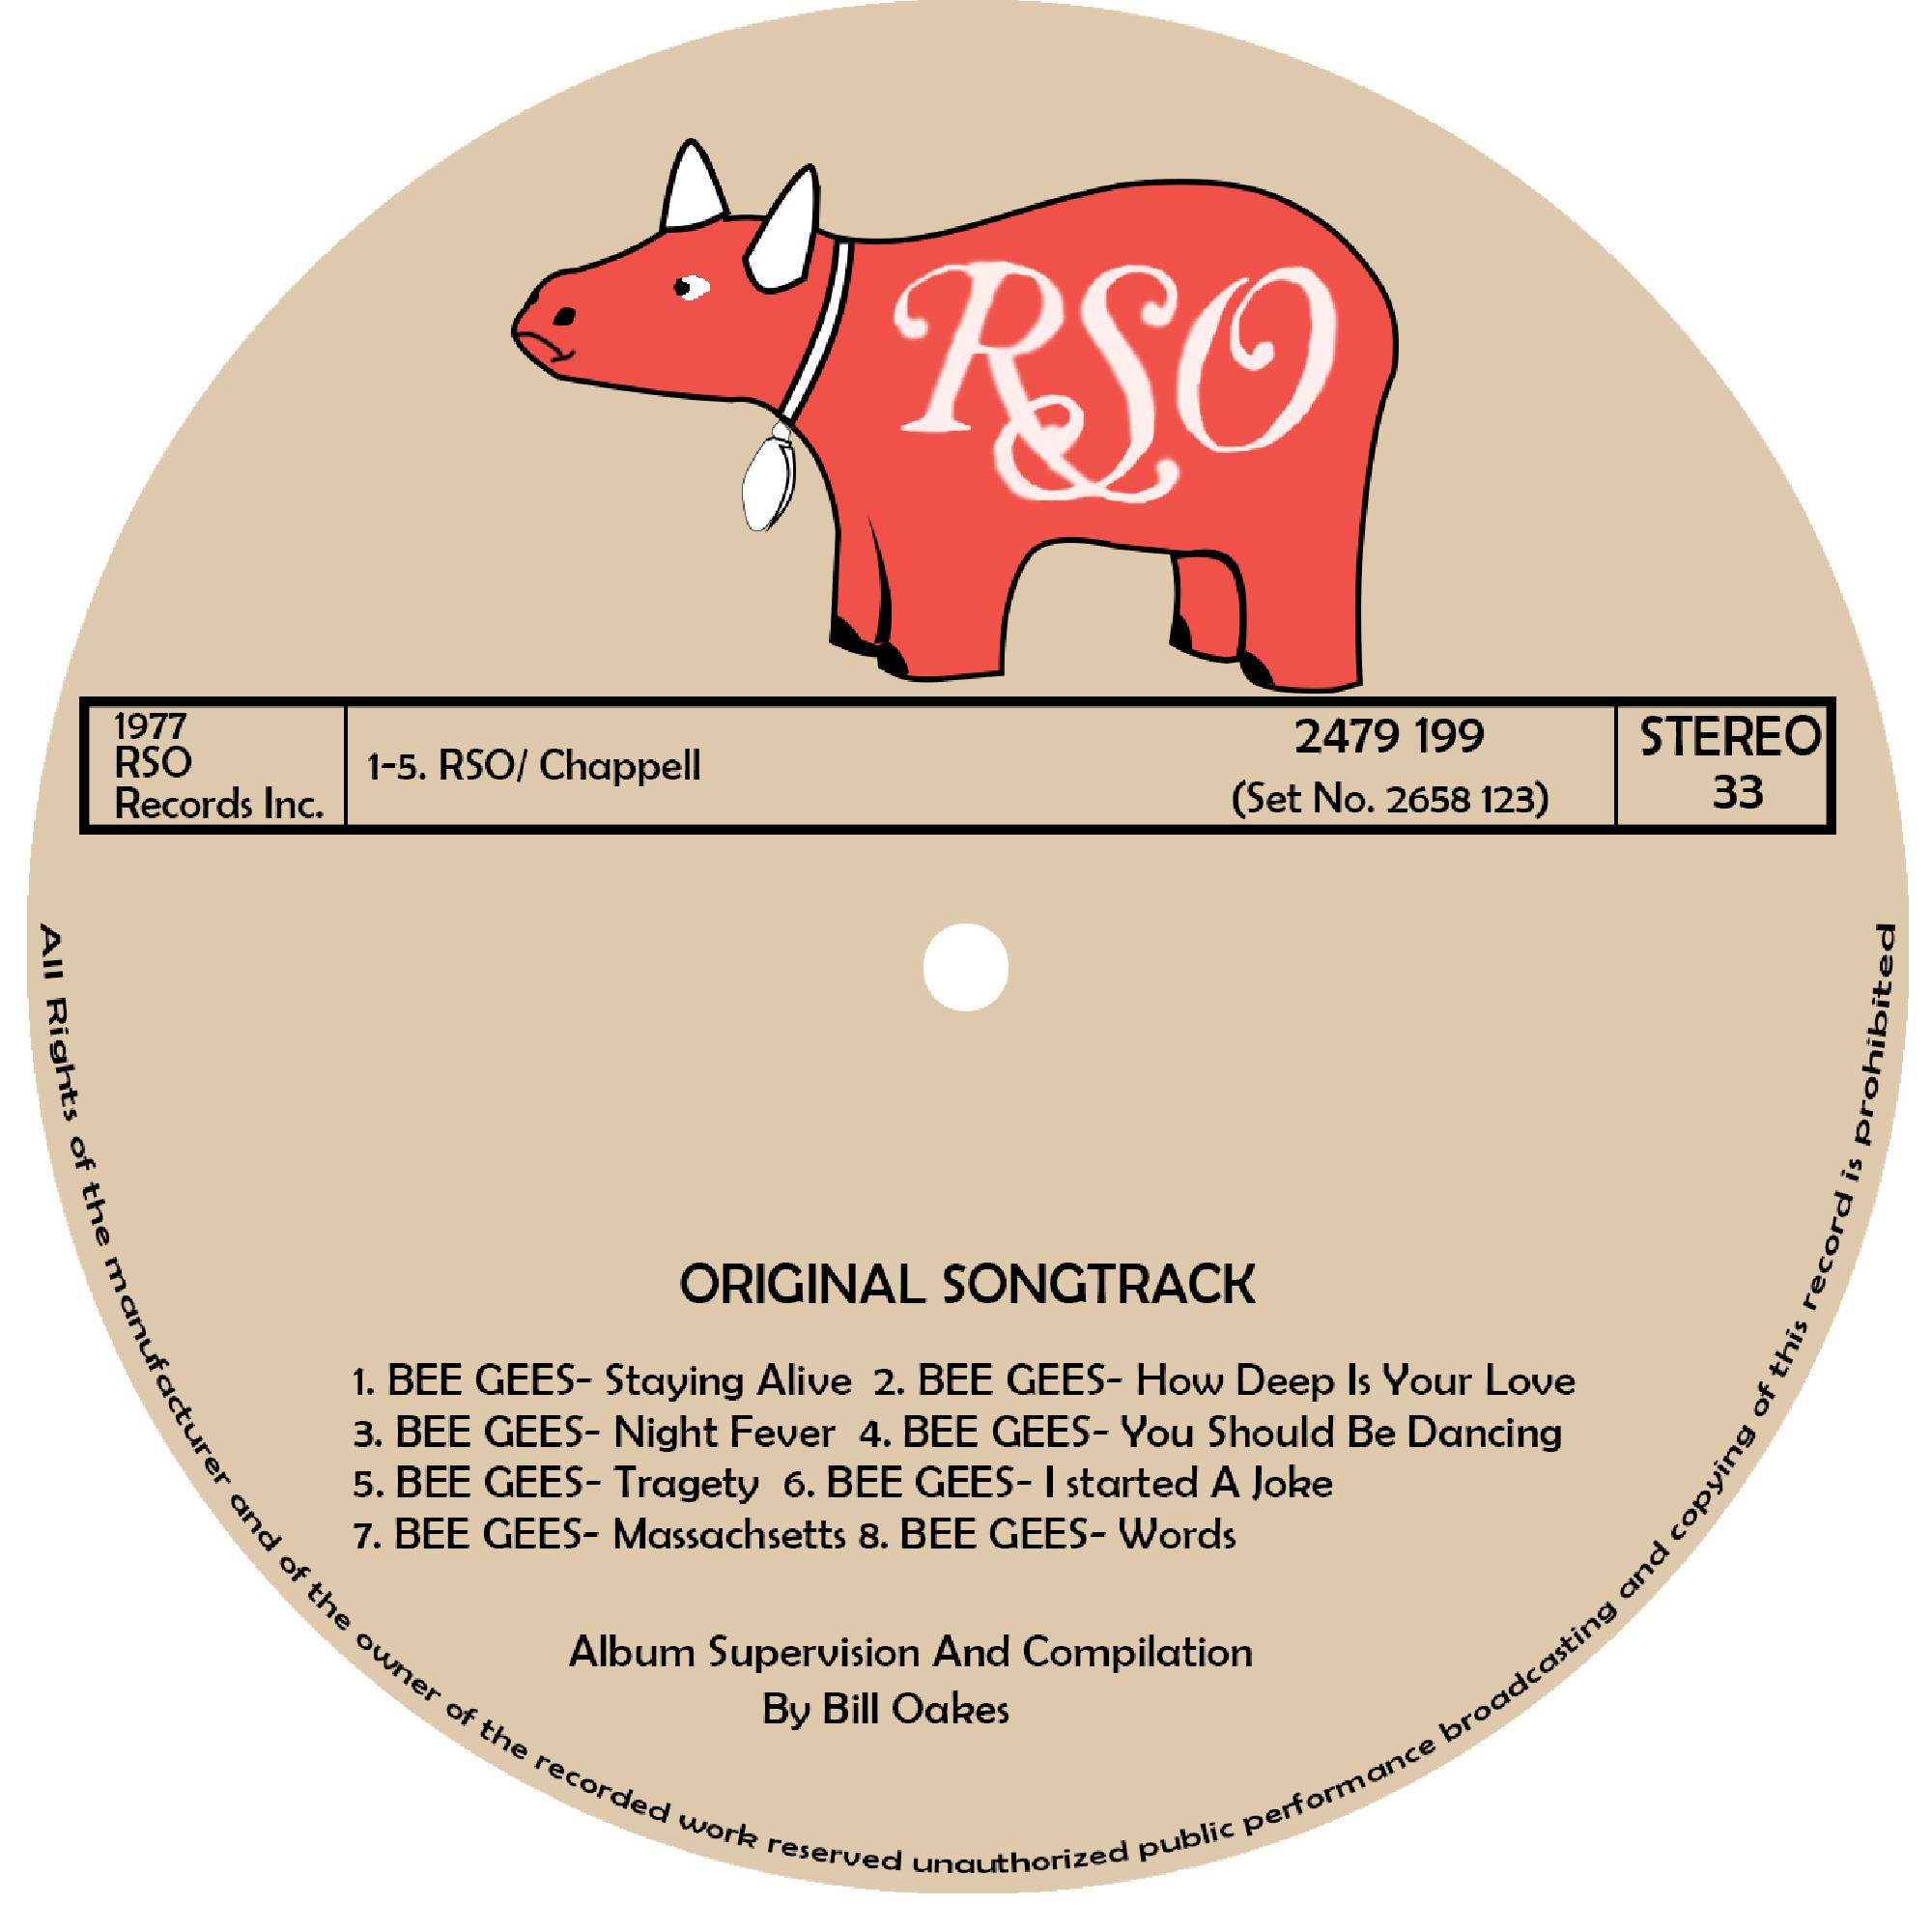 RSO
1977
RSO
Records Inc.
1-5. RSO/ Chappell
2479 199
(Set No. 2658 123)
STEREO
33
ORIGINAL SONGTRACK
1. BEE GEES- Staying Alive 2. BEE GEES- How Deep Is Your Love
3. BEE GEES- Night Fever 4. BEE GEES- You Should Be Dancing
5. BEE GEES- Tragety 6. BEE GEES- I started A Joke
7. BEE GEES- Massachsetts 8. BEE GEES- Words
Album Supervision And Compilation
By Bill Oakes
All Rights of the manufacturer and of the owner of the recorded work reserved unauthorized public performance broadcasting and copying of this record is prohibited